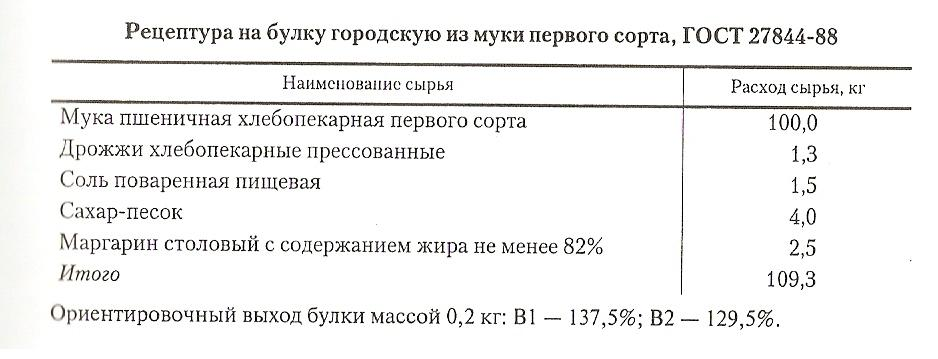 Рецептура на булку городскую из муки первого сорта, ГОСТ 27844-88
Наименование сырья Расход сырья, кг
Мука пшеничная хлебопекарная первого сорта 100,0
Дрожжи хлебопекарные прессованные 1,3
Соль поваренная пищевая 1,5
Сахар-песок 4,0
Маргарин столовый с содержанием жира не менее 82% 2,5
Итого 109,3
Ориентировочный выход булки массой 0,2 кг: В1 — 137,5%; В2 — 129,5%.